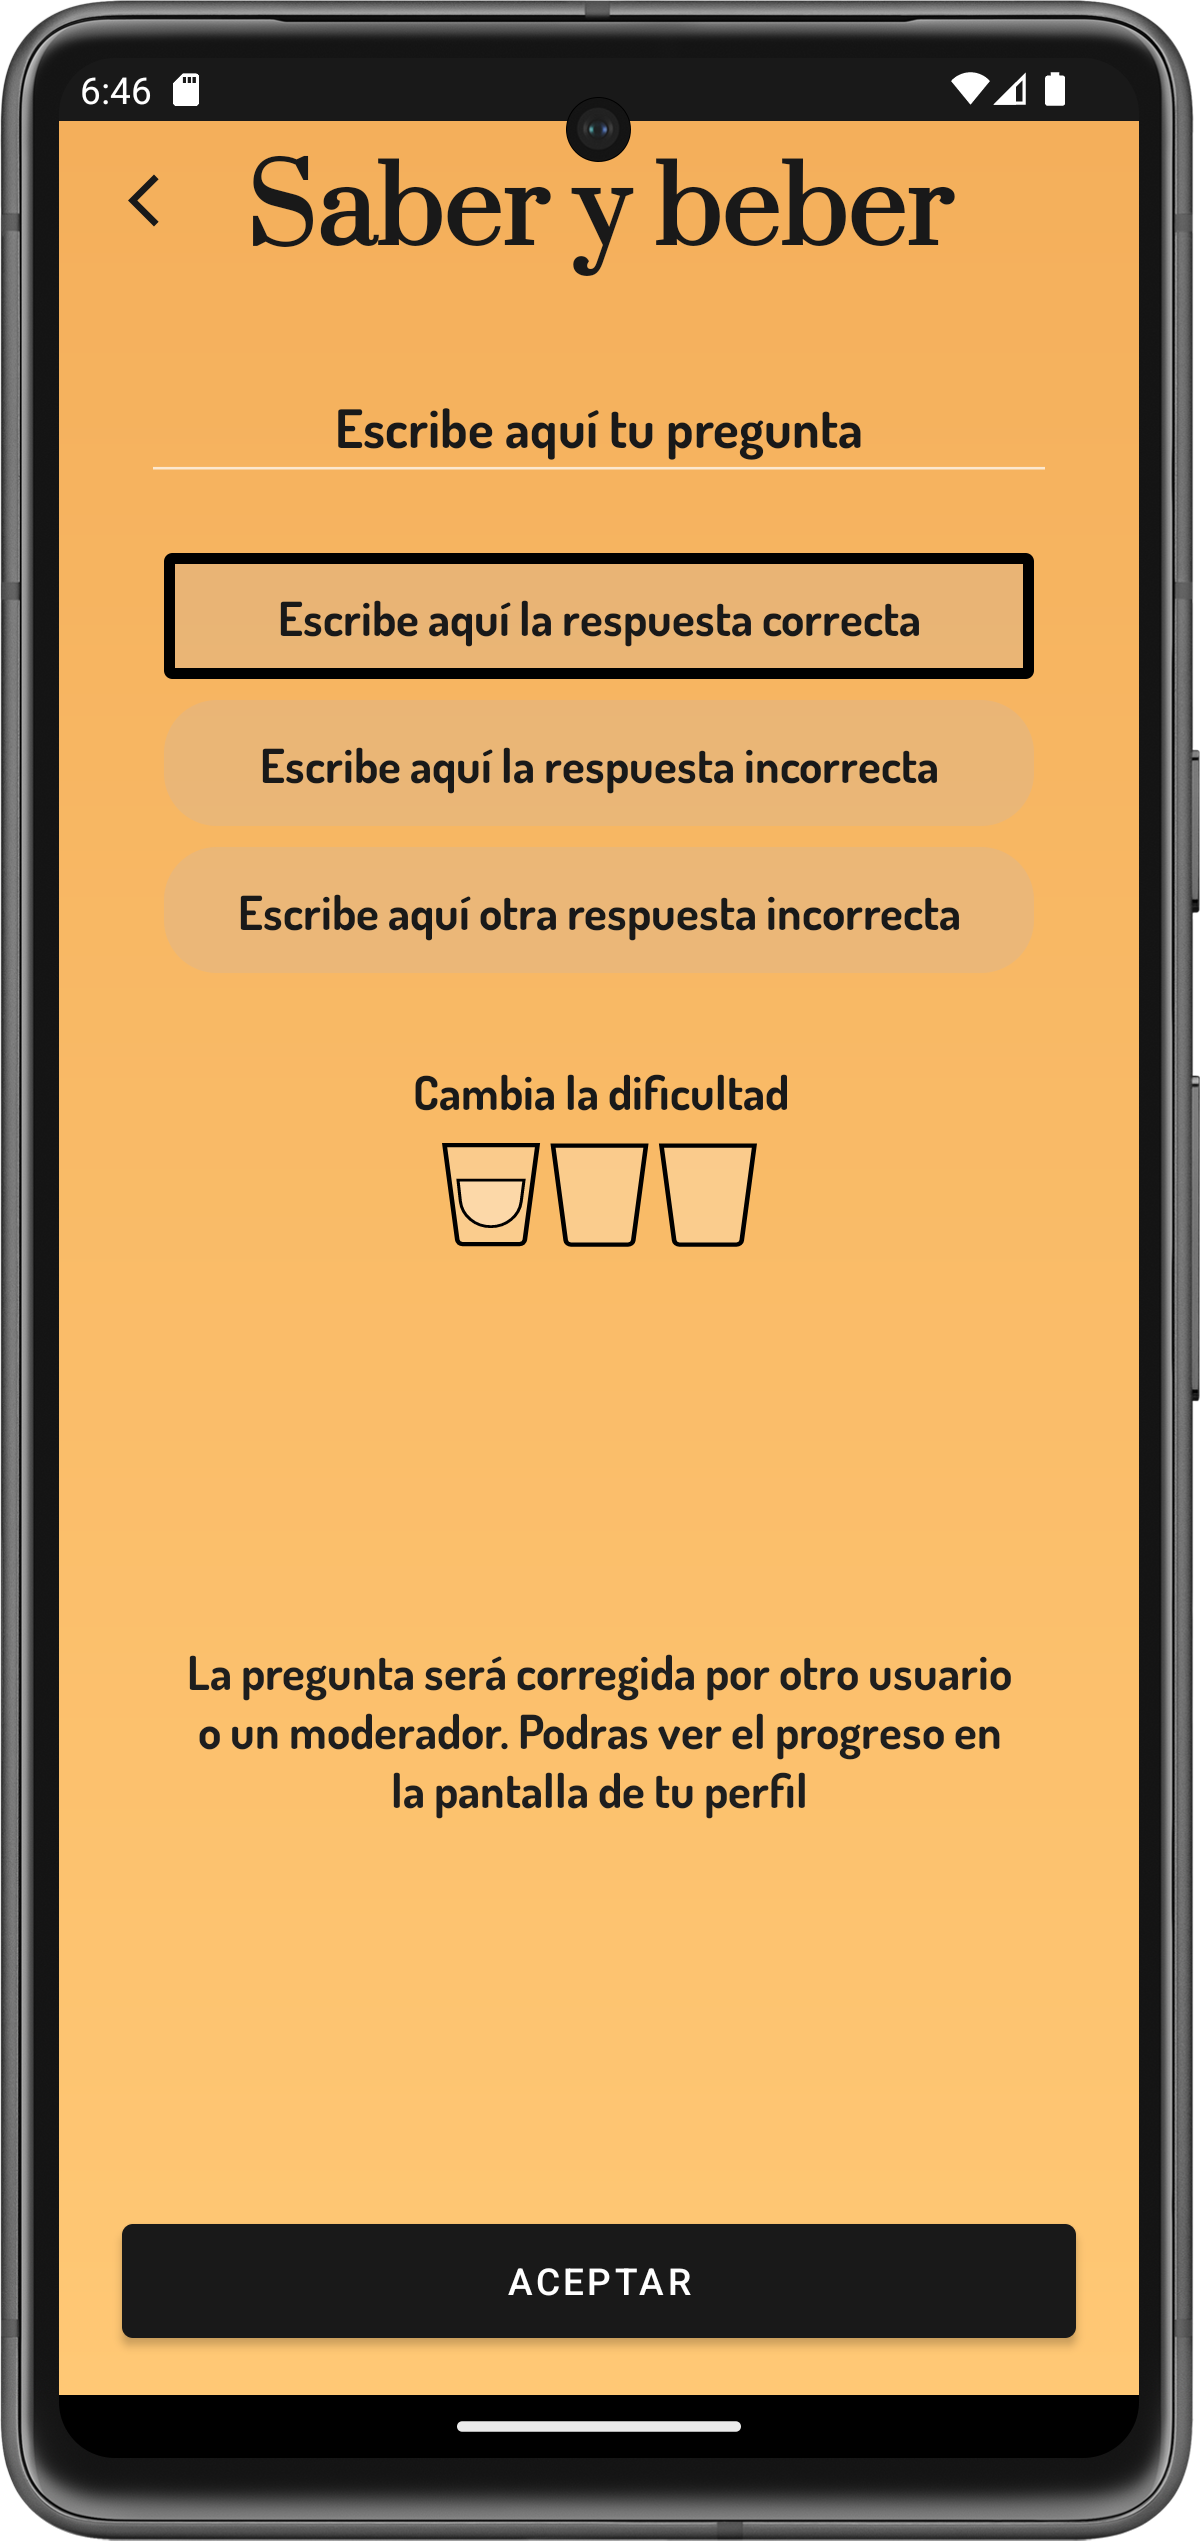 6:46
Saber y beber
Escribe aquí tu pregunta
Escribe aquí la respuesta correcta
Escribe aquí la respuesta incorrecta
Escribe aquí otra respuesta incorrecta
Cambia la dificultad
La pregunta será corregida por otro usuario
o un moderador. Podras ver el progreso en
la pantalla de tu perfil
ACEPTAR